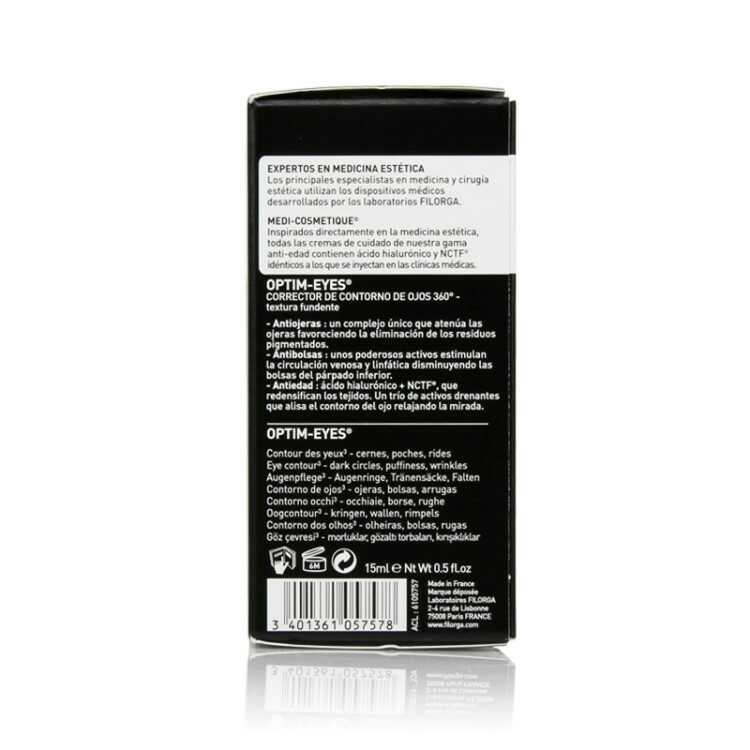 EXPERTOS EN MEDICINA ESTÉTICA
Los principales especialistas en medicina y cirugía
estética utilizan los dispositivos médicos
desarrollados por los laboratorios FILORGA.
MEDI-COSMETIQUE®
Inspirados directamente en la medicina estética,
todas las cremas de cuidado de nuestra gama
anti-edad contienen ácido hialurónico y NCTF®
idénticos a los que se inyectan en las clínicas médicas.
OPTIM-EYES®
CORRECTOR DE CONTORNO DE OJOS 360° -
textura fundente
- Antiojeras : un complejo único que atenúa las
ojeras favoreciendo la eliminación de los residuos
pigmentados.
- Antibolsas : unos poderosos activos estimulan
la circulación venosa y linfática disminuyendo las
bolsas del párpado inferior.
- Antiedad : ácido hialurónico + NCTF®, que
redensifican los tejidos. Un trío de activos drenantes
que alisa el contorno del ojo relajando la mirada.
OPTIM-EYES®
Contour des yeux³ - cernes, poches, rides
Eye contour³ - dark circles, puffiness, wrinkles
Augenpflege³ - Augenringe, Tränensäcke, Falten
Contorno de ojos³ - ojeras, bolsas, arrugas
Contorno occhi³ - occhiaie, borse, rughe
Oogcontour³ - kringen, wallen, rimpels
Contorno dos olhos³ - olheiras, bolsas, rugas
Göz çevresi³ - morluklar, gözaltı torbaları, kırışıklıklar
6M
15ml e Nt Wt 0.5 fl.oz
3 401361 057578
ACL : 6105757
Made in France
Marque déposée
Laboratoires FILORGA
2-4 rue de Lisbonne
75008 Paris FRANCE
www.filorga.com